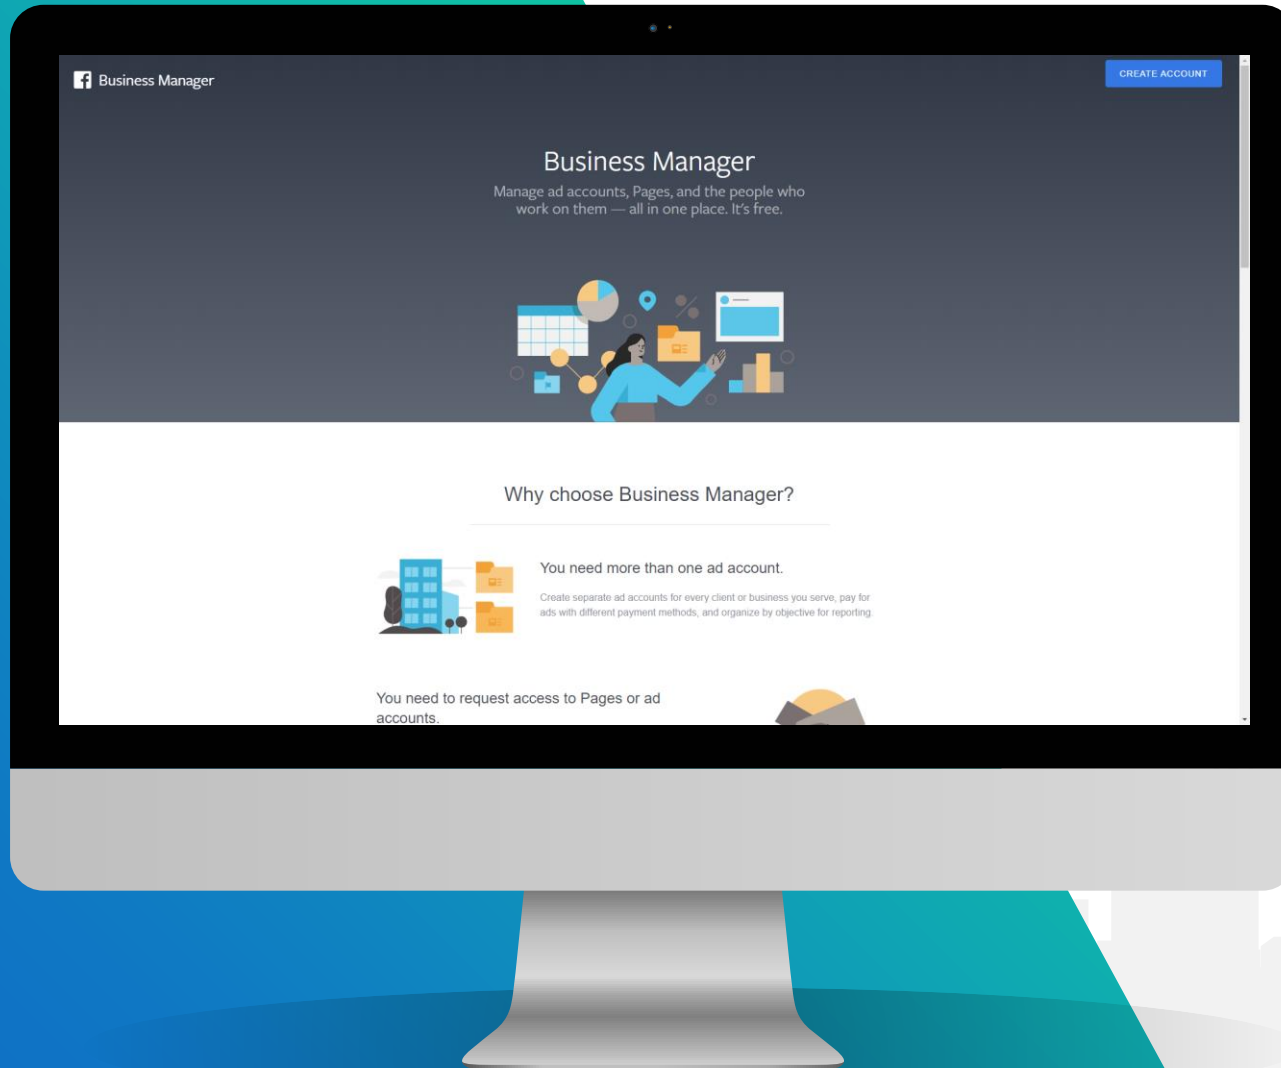 Business Manager
CREATE ACCOUNT
Business Manager
Manage ad accounts, Pages, and the people who
work on them — all in one place. It's free.
Why choose Business Manager?
You need more than one ad account.
Create separate ad accounts for every client or business you serve, pay for
ads with different payment methods, and organize by objective for reporting.
You need to request access to Pages or ad
accounts.